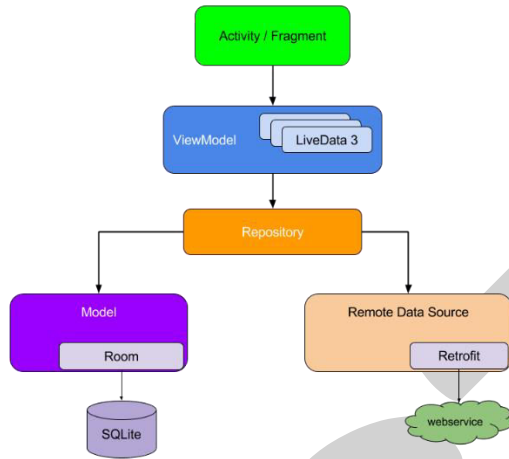 Activity / Fragment
ViewModel
LiveData 3
Repository
Model
Room
Remote Data Source
Retrofit
SQLite
webservice